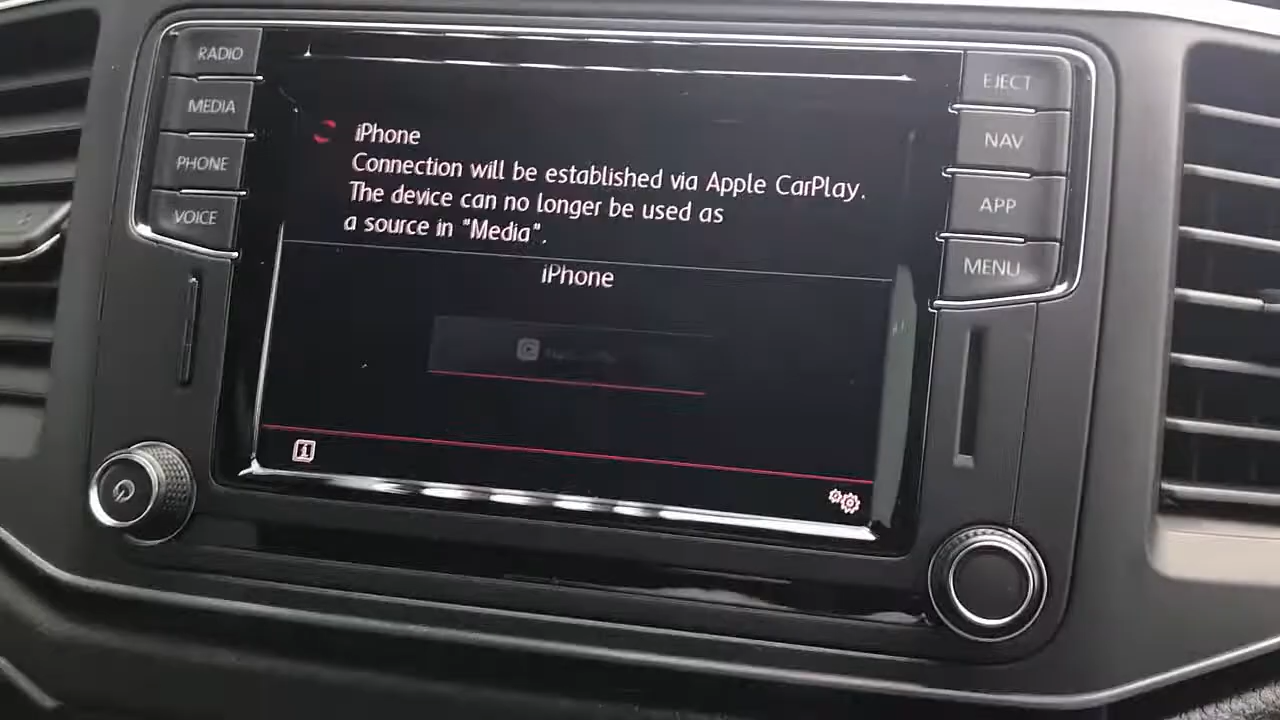 RADIO
MEDIA
PHONE
VOICE
iPhone
Connection will be established via Apple CarPlay.
The device can no longer be used as
a source in "Media".
iPhone
EJECT
NAV
APP
MENU